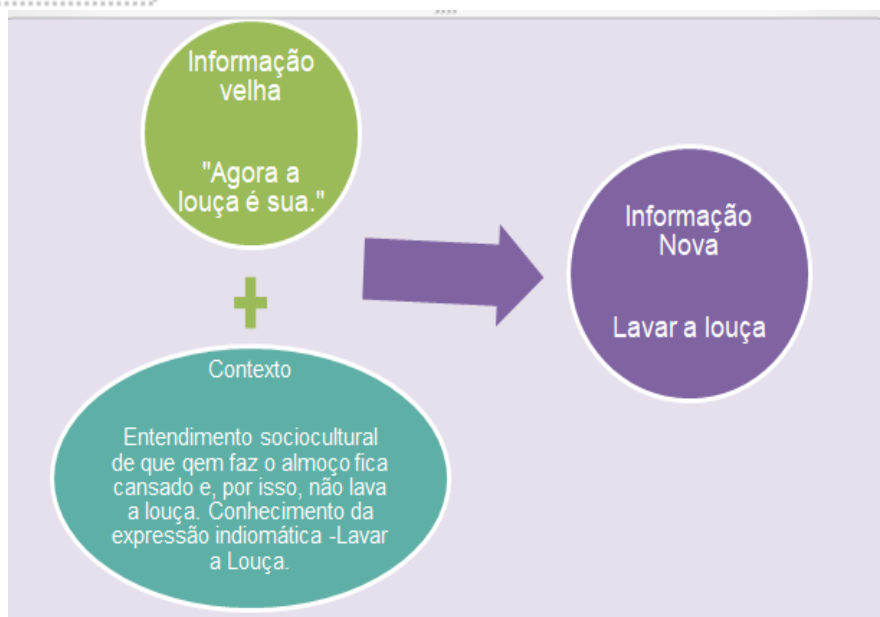 Informação
velha
"Agora a
louça é sua."
+
Contexto
Entendimento sociocultural
de que qem faz o almoço fica
cansado e, por isso, não lava
a louça. Conhecimento da
expressão indiomática -Lavar
a Louça.
Informação
Nova
Lavar a louça